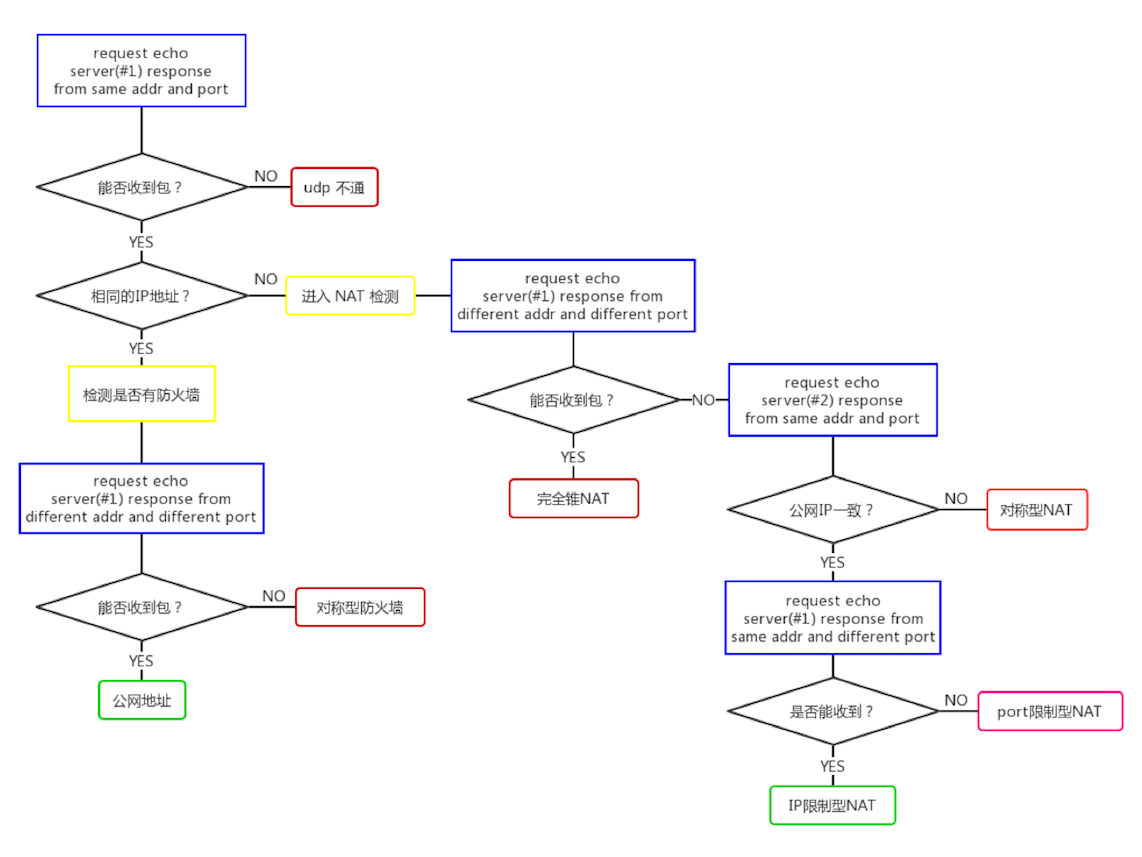 request echo
server(#1) response
from same addr and port
能否收到包？
NO
udp 不通
YES
相同的IP地址？
NO
进入 NAT 检测
request echo
server(#1) response from
different addr and different port
YES
检测是否有防火墙
能否收到包？
NO
request echo
server(#2) response
from same addr and port
YES
完全锥NAT
request echo
server(#1) response from
different addr and different port
公网IP一致？
NO
对称型NAT
YES
能否收到包？
NO
对称型防火墙
request echo
server(#1) response from
same addr and different port
YES
公网地址
是否能收到？
NO
port限制型NAT
YES
IP限制型NAT